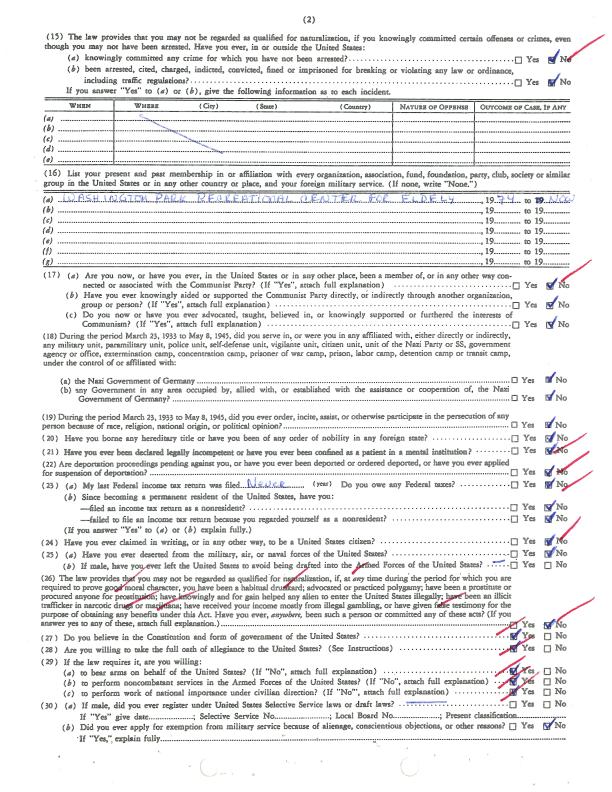 (2)
(15) The law provides that you may not be regarded as qualified for naturalization, if you knowingly committed certain offenses or crimes, even
though you may not have been arrested. Have you ever, in or outside the United States:
(a) knowingly committed any crime for which you have not been arrested? ☐ Yes ☑ No
(b) been arrested, cited, charged, indicted, convicted, fined or imprisoned for breaking or violating any law or ordinance,
including traffic regulations? ☐ Yes ☑ No
If you answer "Yes" to (a) or (b), give the following information as to each incident.
WHEN WHERE (City) (State) (Country) NATURE OF OFFENSE OUTCOME OF CASE, IF ANY
(a)
(b)
(c)
(d)
(e)
(16) List your present and past membership in or affiliation with every organization, association, fund, foundation, party, club, society or similar
group in the United States or in any other country or place, and your foreign military service. (If none, write "None.")
(a) WASHINGTON PARK RECREATIONAL CENTER FOR ELDELY, 1974 to 19 NOW
(b) , 19 to 19
(c) , 19 to 19
(d) , 19 to 19
(e) , 19 to 19
(f) , 19 to 19
(g) , 19 to 19
(17) (a) Are you now, or have you ever, in the United States or in any other place, been a member of, or in any other way con-
nected or associated with the Communist Party? (If "Yes", attach full explanation) ☐ Yes ☑ No
(b) Have you ever knowingly aided or supported the Communist Party directly, or indirectly through another organization,
group or person? (If "Yes", attach full explanation) ☐ Yes ☑ No
(c) Do you now or have you ever advocated, taught, believed in, or knowingly supported or furthered the interests of
Communism? (If "Yes", attach full explanation) ☐ Yes ☑ No
(18) During the period March 23, 1933 to May 8, 1945, did you serve in, or were you in any way affiliated with, either directly or indirectly,
any military unit, paramilitary unit, police unit, self-defense unit, vigilante unit, citizen unit, unit of the Nazi Party or SS, government
agency or office, extermination camp, concentration camp, prisoner of war camp, prison, labor camp, detention camp or transit camp,
under the control of or affiliated with:
(a) the Nazi Government of Germany ☐ Yes ☑ No
(b) any Government in any area occupied by, allied with, or established with the assistance or cooperation of, the Nazi
Government of Germany? ☐ Yes ☑ No
(19) During the period March 23, 1933 to May 8, 1945, did you ever order, incite, assist, or otherwise participate in the persecution of any
person because of race, religion, national origin, or political opinion? ☐ Yes ☑ No
(20) Have you borne any hereditary title or have you been of any order of nobility in any foreign state? ☐ Yes ☑ No
(21) Have you ever been declared legally incompetent or have you ever been confined as a patient in a mental institution? ☐ Yes ☑ No
(22) Are deportation proceedings pending against you, or have you ever been deported or ordered deported, or have you ever applied
for suspension of deportation? ☐ Yes ☑ No
(23) (a) My last Federal income tax return was filed Never (year) Do you owe any Federal taxes? ☐ Yes ☑ No
(b) Since becoming a permanent resident of the United States, have you:
—filed an income tax return as a nonresident? ☐ Yes ☑ No
—failed to file an income tax return because you regarded yourself as a nonresident? ☐ Yes ☑ No
(If you answer "Yes" to (a) or (b) explain fully.)
(24) Have you ever claimed in writing, or in any other way, to be a United States citizen? ☐ Yes ☑ No
(25) (a) Have you ever deserted from the military, air, or naval forces of the United States? ☐ Yes ☑ No
(b) If male, have you ever left the United States to avoid being drafted into the Armed Forces of the United States? ☐ Yes ☐ No
(26) The law provides that you may not be regarded as qualified for naturalization, if, at any time during the period for which you are
required to prove good moral character, you have been a habitual drunkard; advocated or practiced polygamy; have been a prostitute or
procured anyone for prostitution; have knowingly and for gain helped any alien to enter the United States illegally; have been an illicit
trafficker in narcotic drugs or marijuana; have received your income mostly from illegal gambling, or have given false testimony for the
purpose of obtaining any benefits under this Act. Have you ever, anywhere, been such a person or committed any of these acts? (If you
answer yes to any of these, attach full explanation.) ☐ Yes ☑ No
(27) Do you believe in the Constitution and form of government of the United States? ☑ Yes ☐ No
(28) Are you willing to take the full oath of allegiance to the United States? (See Instructions) ☑ Yes ☐ No
(29) If the law requires it, are you willing:
(a) to bear arms on behalf of the United States? (If "No", attach full explanation) ☑ Yes ☐ No
(b) to perform noncombatant services in the Armed Forces of the United States? (If "No", attach full explanation) ☑ Yes ☐ No
(c) to perform work of national importance under civilian direction? (If "No", attach full explanation) ☑ Yes ☐ No
(30) (a) If male, did you ever register under United States Selective Service laws or draft laws? ☐ Yes ☐ No
If "Yes" give date; Selective Service No.; Local Board No.; Present classification
(b) Did you ever apply for exemption from military service because of alienage, conscientious objections, or other reasons? ☐ Yes ☑ No
If "Yes," explain fully